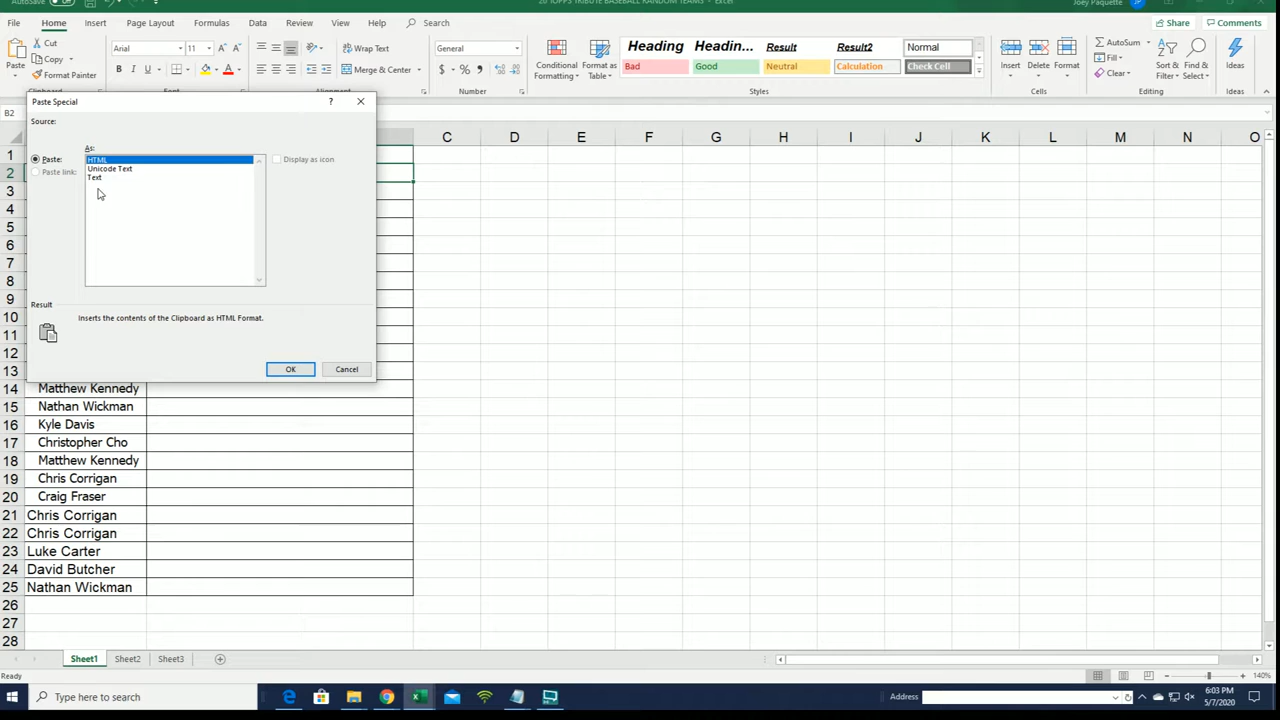 AutoSave Off
20 TOPPS TRIBUTE BASEBALL RANDOM TEAMS - Excel
Joey Paquette
File Home Insert Page Layout Formulas Data Review View Help Search Share Comments
Paste
Cut
Copy
Format Painter
Clipboard
Arial 11
B I U
Wrap Text
Merge & Center
General
Number
Conditional Formatting
Format as Table
Heading Headin... Result Result2 Normal
Bad Good Neutral Calculation Check Cell
Styles
Insert Delete Format
Cells
AutoSum
Fill
Clear
Sort & Filter
Find & Select
Editing
Ideas
Ideas
B2
Paste Special ?
Source:
As:
Paste:
Paste link:
HTML
Unicode Text
Text
Display as icon
Result
Inserts the contents of the Clipboard as HTML Format.
OK Cancel
C D E F G H I J K L M N O
1
2
3
4
5
6
7
8
9
10
11
12
13
14 Matthew Kennedy
15 Nathan Wickman
16 Kyle Davis
17 Christopher Cho
18 Matthew Kennedy
19 Chris Corrigan
20 Craig Fraser
21 Chris Corrigan
22 Chris Corrigan
23 Luke Carter
24 David Butcher
25 Nathan Wickman
26
27
28
Sheet1 Sheet2 Sheet3
Ready
140%
Type here to search
Address
6:03 PM
5/7/2020